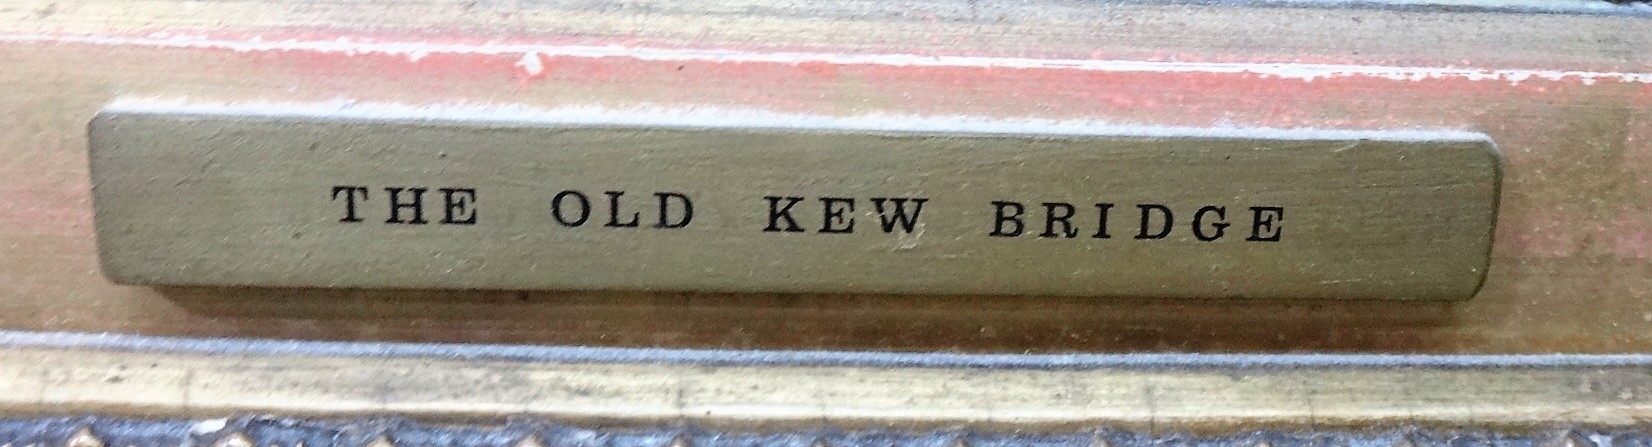 THE OLD KEW BRIDGE